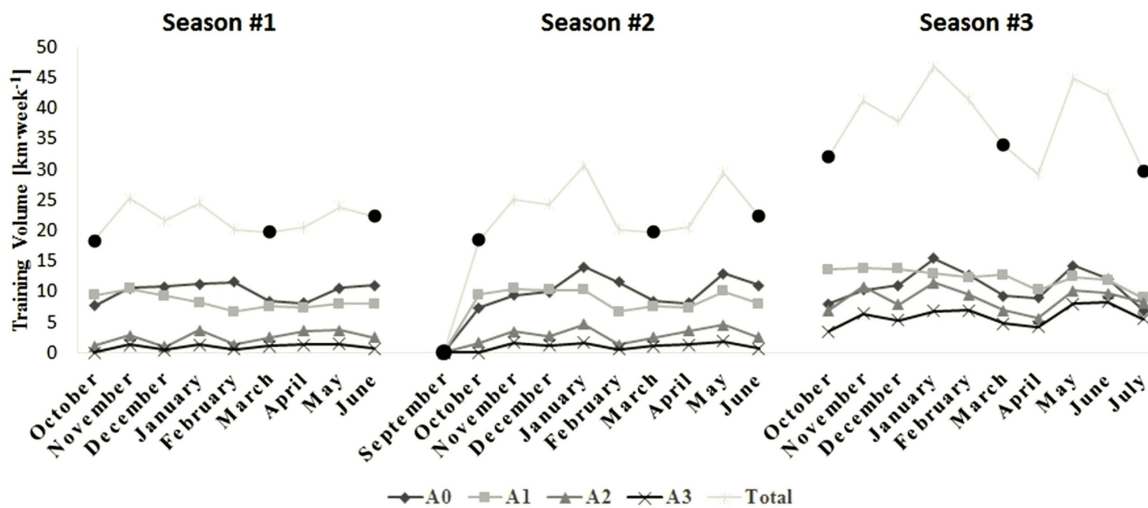 Season #1 Season #2 Season #3
Training Volume [km·week-1]
50
45
40
35
30
25
20
15
10
5
0
October November December January February March April May June
September October November December January February March April May June
October November December January February March April May June July
A0 A1 A2 A3 Total